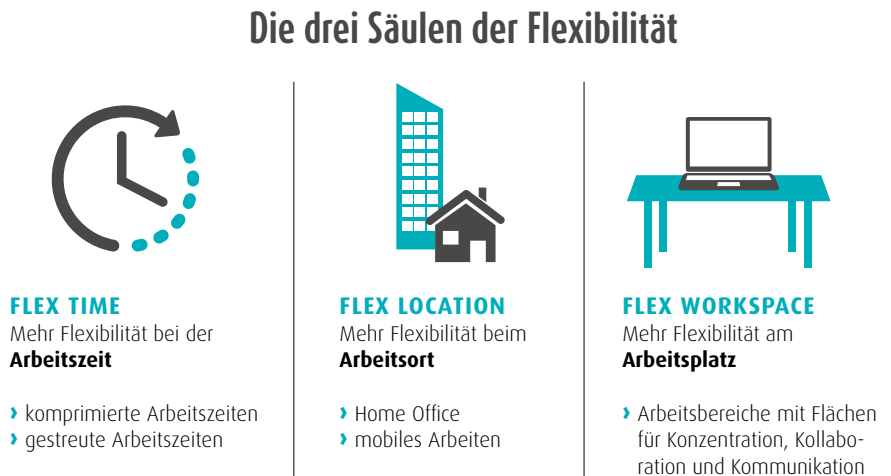 Die drei Säulen der Flexibilität
FLEX TIME
Mehr Flexibilität bei der
Arbeitszeit
› komprimierte Arbeitszeiten
› gestreute Arbeitszeiten
FLEX LOCATION
Mehr Flexibilität beim
Arbeitsort
› Home Office
› mobiles Arbeiten
FLEX WORKSPACE
Mehr Flexibilität am
Arbeitsplatz
› Arbeitsbereiche mit Flächen
für Konzentration, Kollabo-
ration und Kommunikation